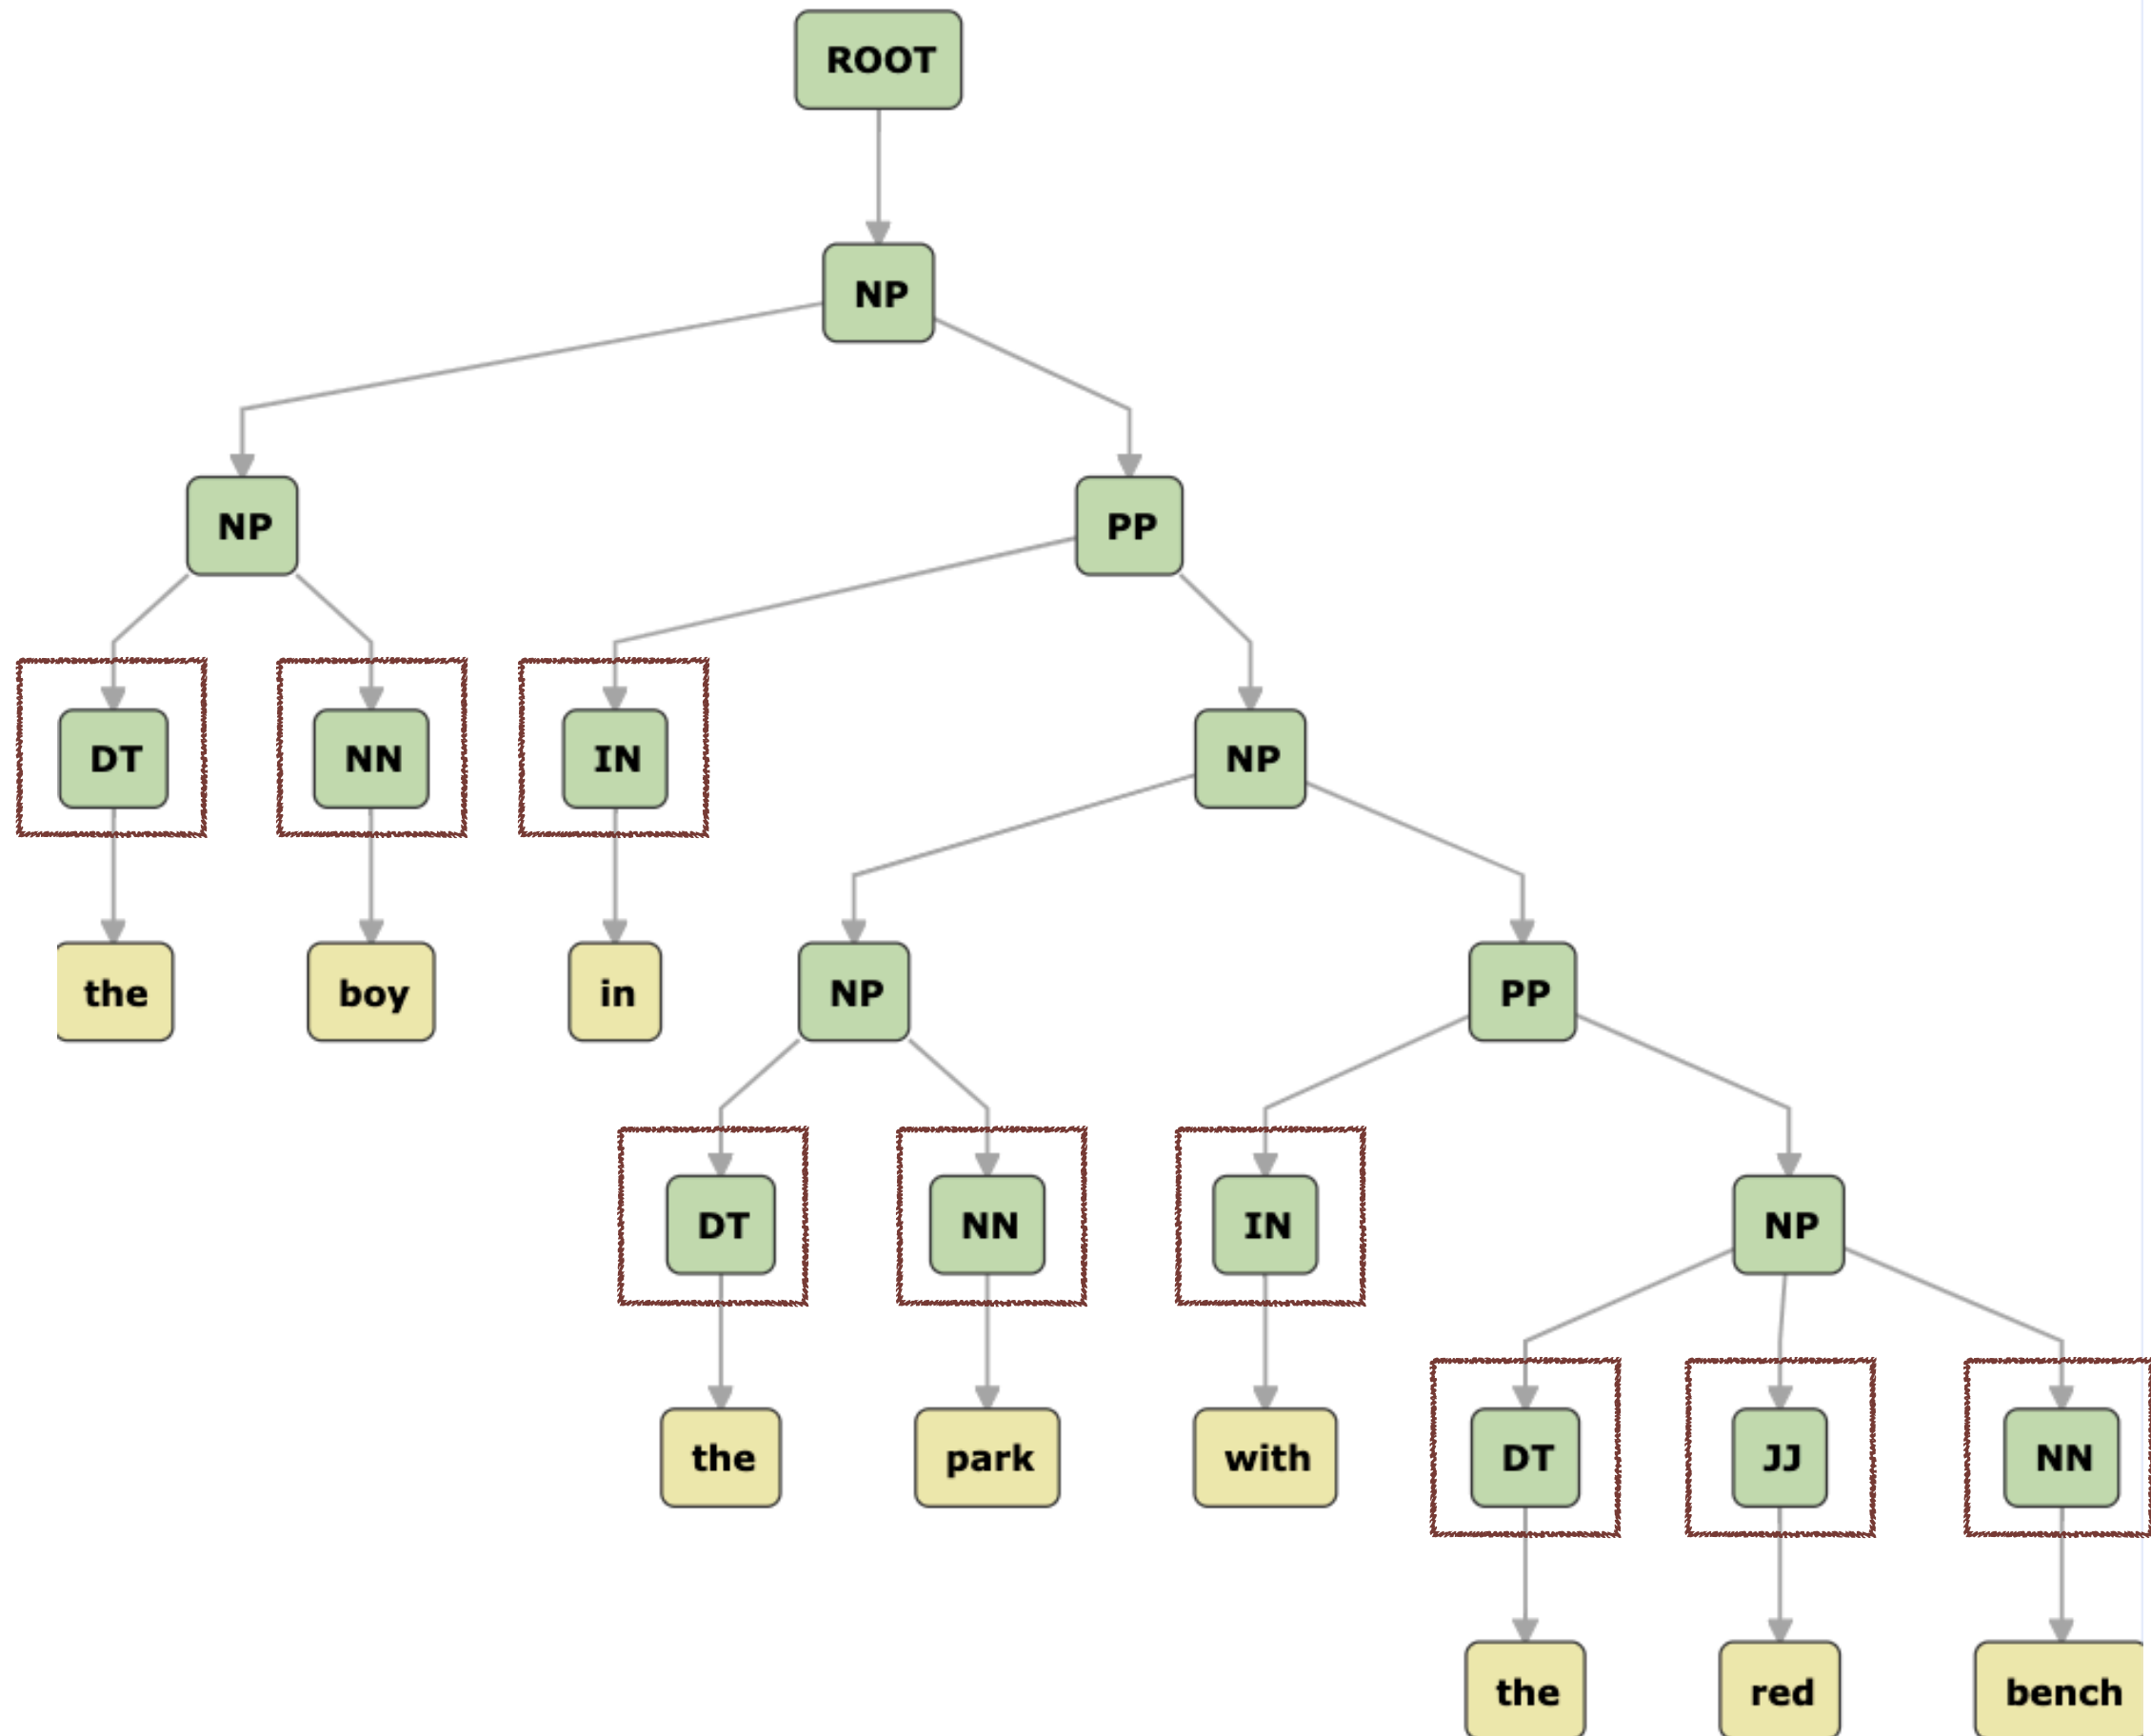 ROOT
NP
NP PP
DT NN IN NP
the boy in NP PP
DT NN IN NP
the park with DT JJ NN
the red bench